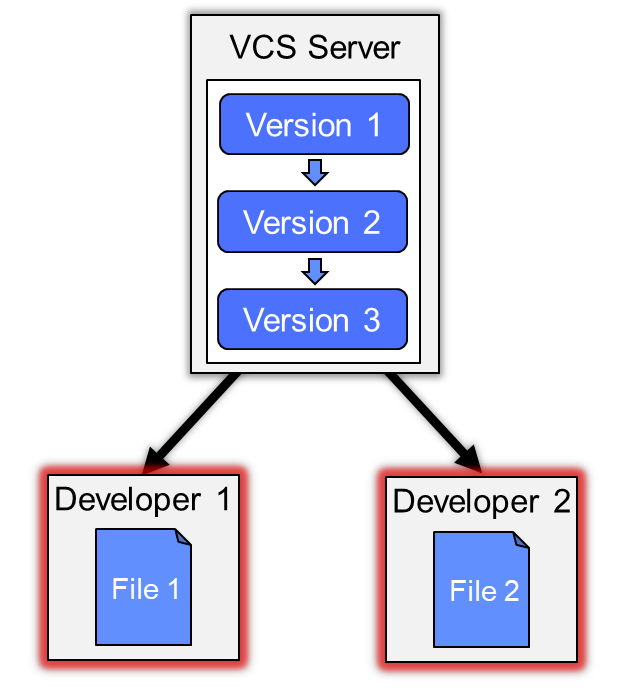 VCS Server
Version 1
Version 2
Version 3
Developer 1
File 1
Developer 2
File 2